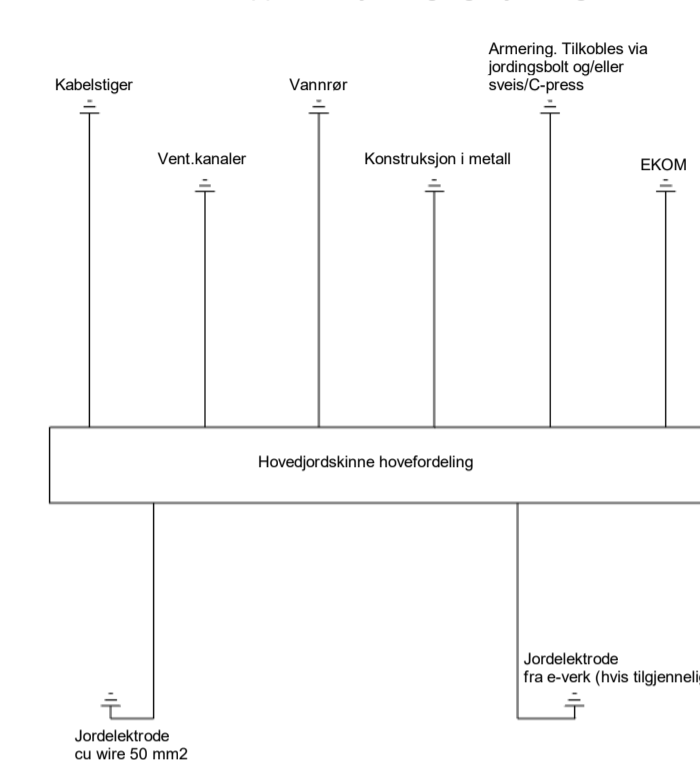 Armering. Tilkobles via
jordingsbolt og/eller
sveis/C-press
Kabelstiger
Vannrør
Vent.kanaler
Konstruksjon i metall
EKOM
Hovedjordskinne hovefordeling
Jordelektrode
fra e-verk (hvis tilgjenneli
Jordelektrode
cu wire 50 mm2